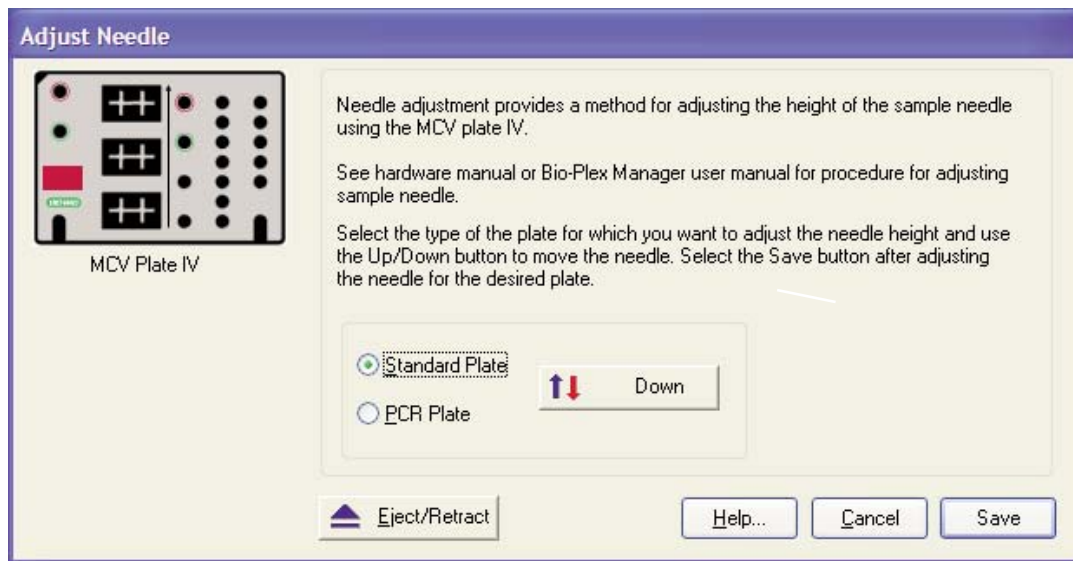 Adjust Needle
MCV Plate IV
Needle adjustment provides a method for adjusting the height of the sample needle
using the MCV plate IV.
See hardware manual or Bio-Plex Manager user manual for procedure for adjusting
sample needle.
Select the type of the plate for which you want to adjust the needle height and use
the Up/Down button to move the needle. Select the Save button after adjusting
the needle for the desired plate.
Standard Plate
PCR Plate
Down
Eject/Retract
Help...
Cancel
Save